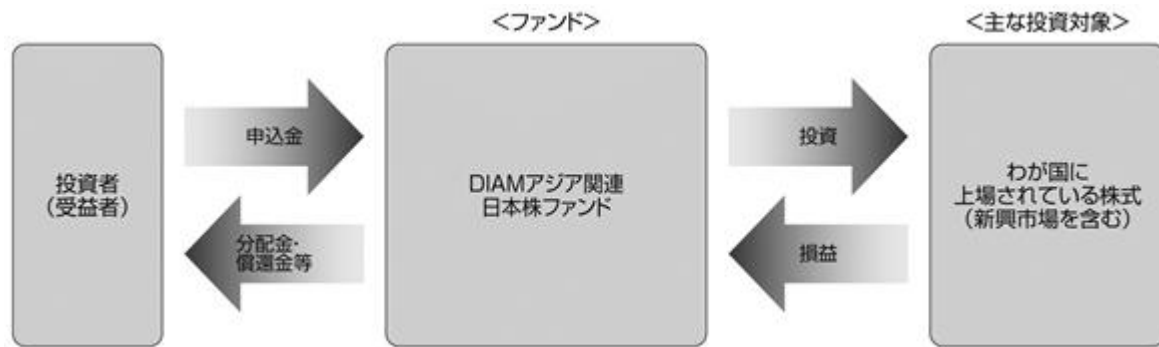 <ファンド>
<主な投資対象>
投資者
(受益者)
申込金
分配金・
償還金等
DIAMアジア関連
日本株ファンド
投資
損益
わが国に
上場されている株式
(新興市場を含む)